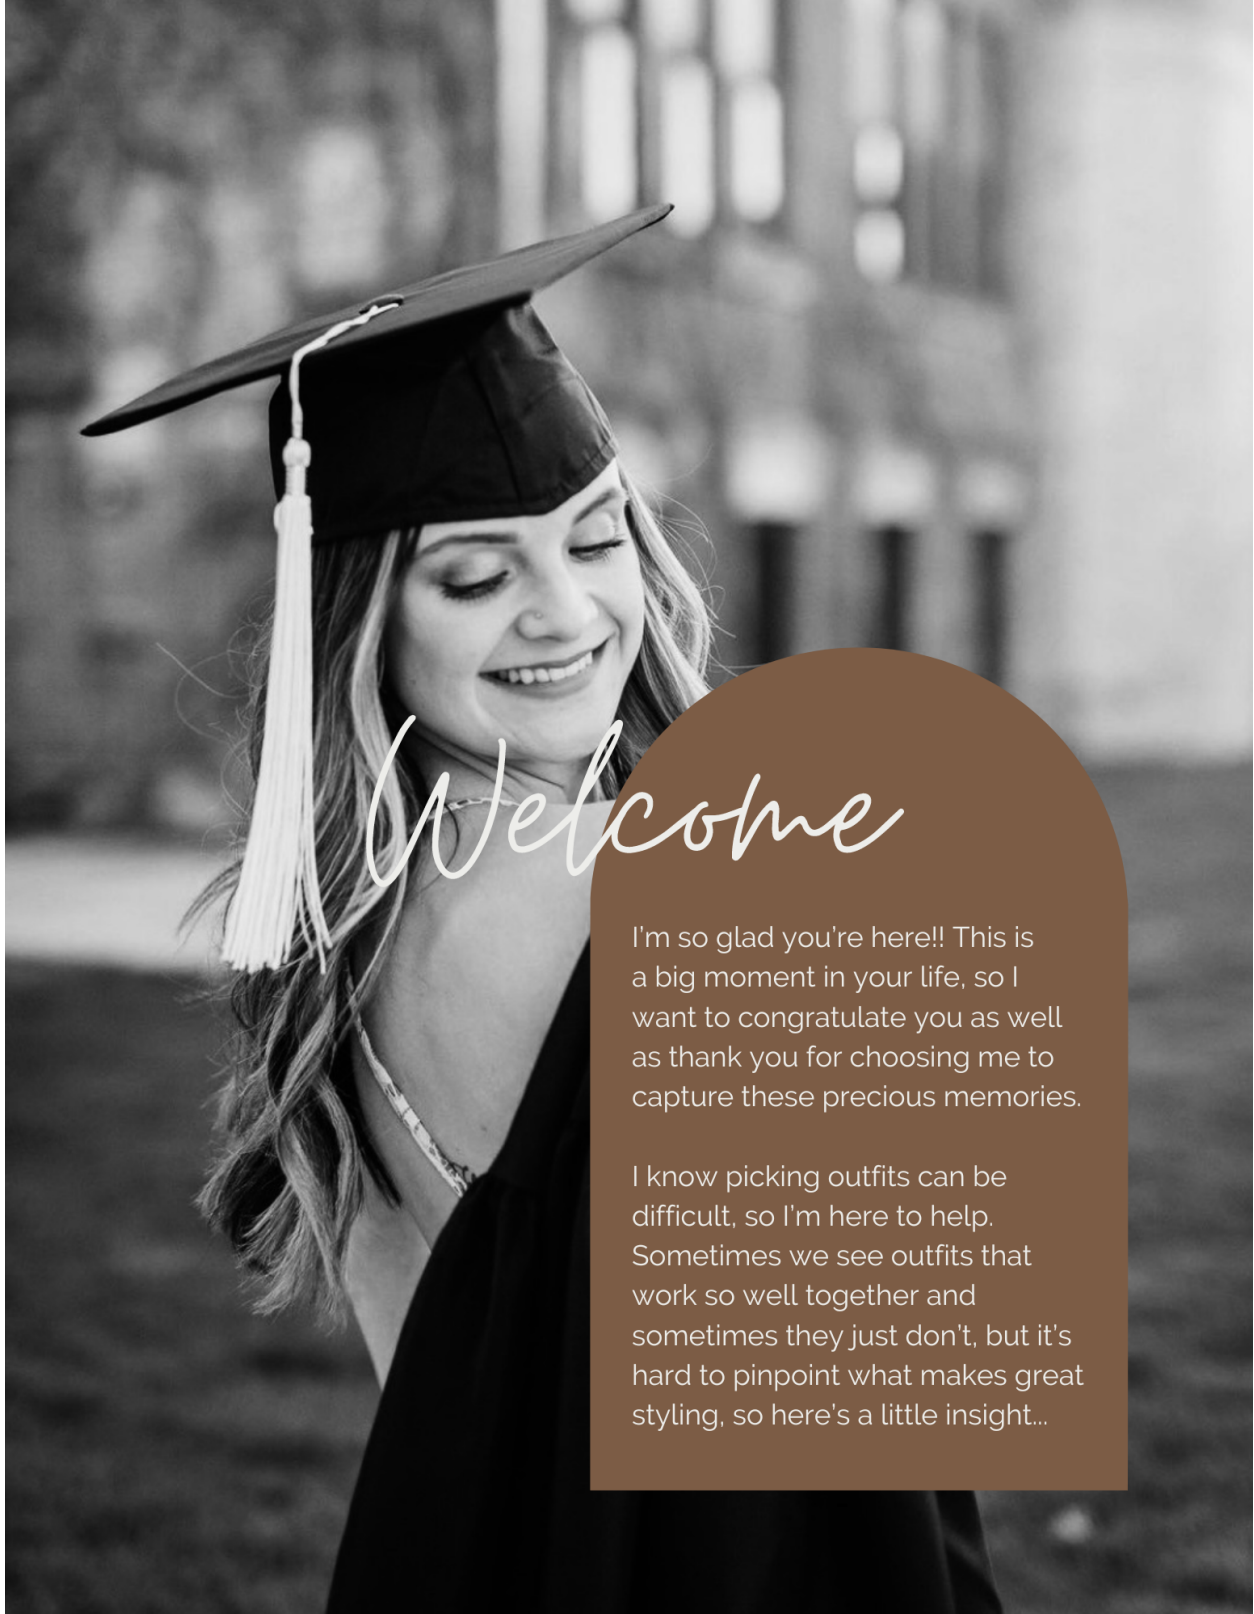 Welcome
I'm so glad you're here!! This is
a big moment in your life, so I
want to congratulate you as well
as thank you for choosing me to
capture these precious memories.
I know picking outfits can be
difficult, so I'm here to help.
Sometimes we see outfits that
work so well together and
sometimes they just don't, but it's
hard to pinpoint what makes great
styling, so here's a little insight...